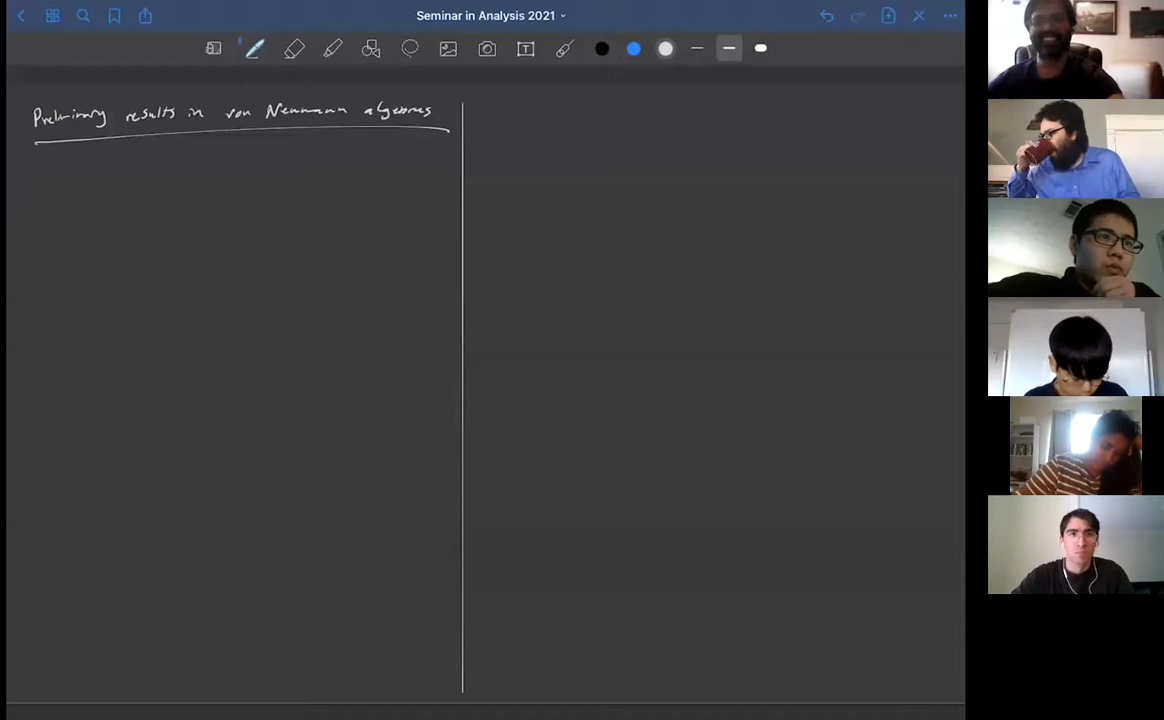 Seminar in Analysis 2021
Preliminary results in von Neumann algebras